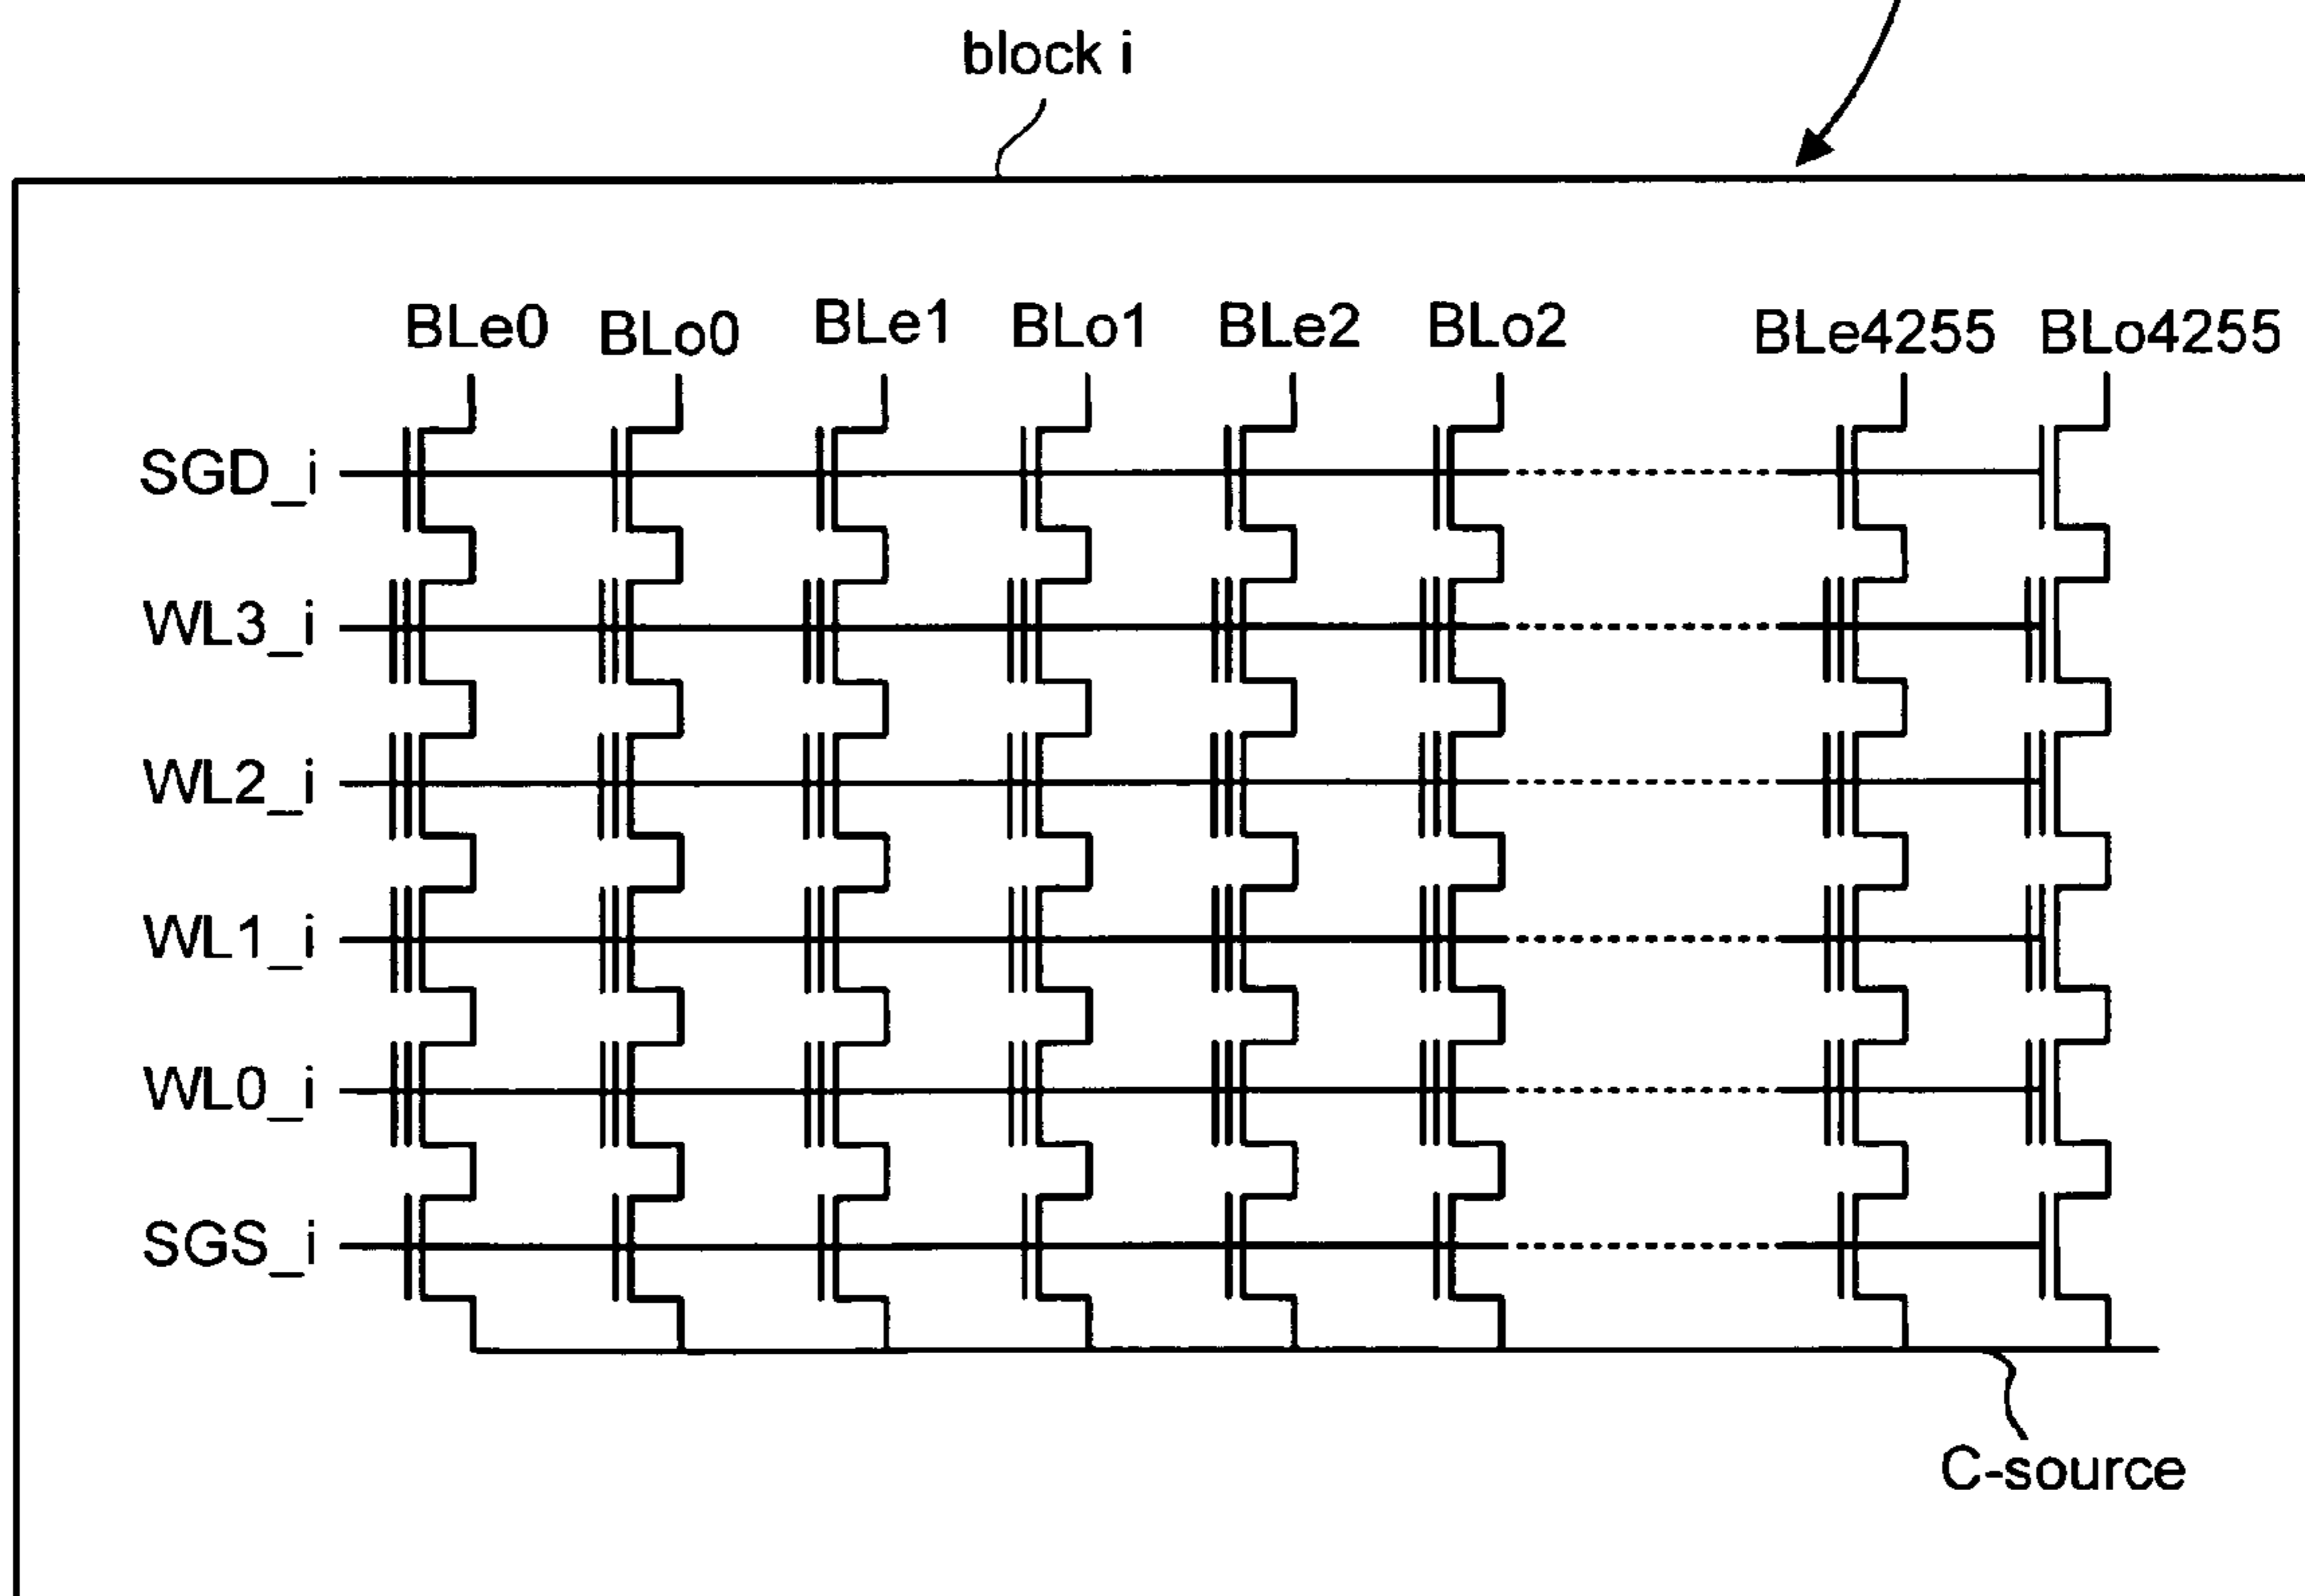 block i
BLe0 BLo0 BLe1 BLo1 BLe2 BLo2 BLe4255 BLo4255
SGD_i
WL3_i
WL2_i
WL1_i
WL0_i
SGS_i
C-source